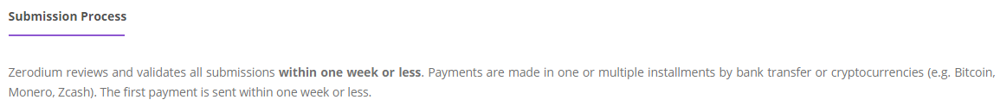 Submission Process
Zerodium reviews and validates all submissions within one week or less. Payments are made in one or multiple installments by bank transfer or cryptocurrencies (e.g. Bitcoin,
Monero, Zcash). The first payment is sent within one week or less.